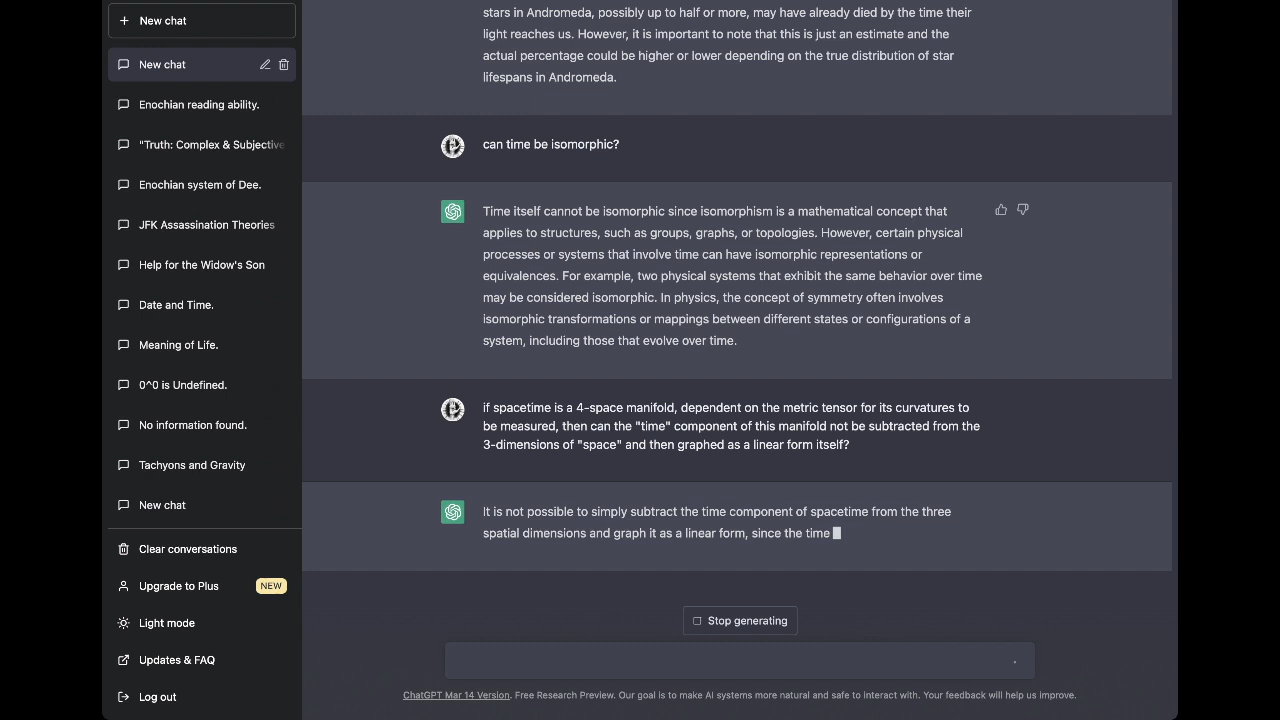 New chat
New chat
Enochian reading ability.
"Truth: Complex & Subjective
Enochian system of Dee.
JFK Assassination Theories
Help for the Widow's Son
Date and Time.
Meaning of Life.
0^0 is Undefined.
No information found.
Tachyons and Gravity
New chat
Clear conversations
Upgrade to Plus NEW
Light mode
Updates & FAQ
Log out
stars in Andromeda, possibly up to half or more, may have already died by the time their
light reaches us. However, it is important to note that this is just an estimate and the
actual percentage could be higher or lower depending on the true distribution of star
lifespans in Andromeda.
can time be isomorphic?
Time itself cannot be isomorphic since isomorphism is a mathematical concept that
applies to structures, such as groups, graphs, or topologies. However, certain physical
processes or systems that involve time can have isomorphic representations or
equivalences. For example, two physical systems that exhibit the same behavior over time
may be considered isomorphic. In physics, the concept of symmetry often involves
isomorphic transformations or mappings between different states or configurations of a
system, including those that evolve over time.
if spacetime is a 4-space manifold, dependent on the metric tensor for its curvatures to
be measured, then can the "time" component of this manifold not be subtracted from the
3-dimensions of "space" and then graphed as a linear form itself?
It is not possible to simply subtract the time component of spacetime from the three
spatial dimensions and graph it as a linear form, since the time
Stop generating
ChatGPT Mar 14 Version. Free Research Preview. Our goal is to make AI systems more natural and safe to interact with. Your feedback will help us improve.